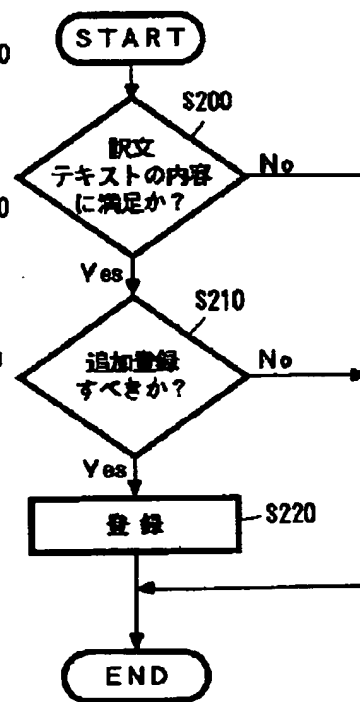 START
S200
訳文
テキストの内容
に満足か？
No
Yes
S210
追加登録
すべきか？
No
Yes
登録
S220
END